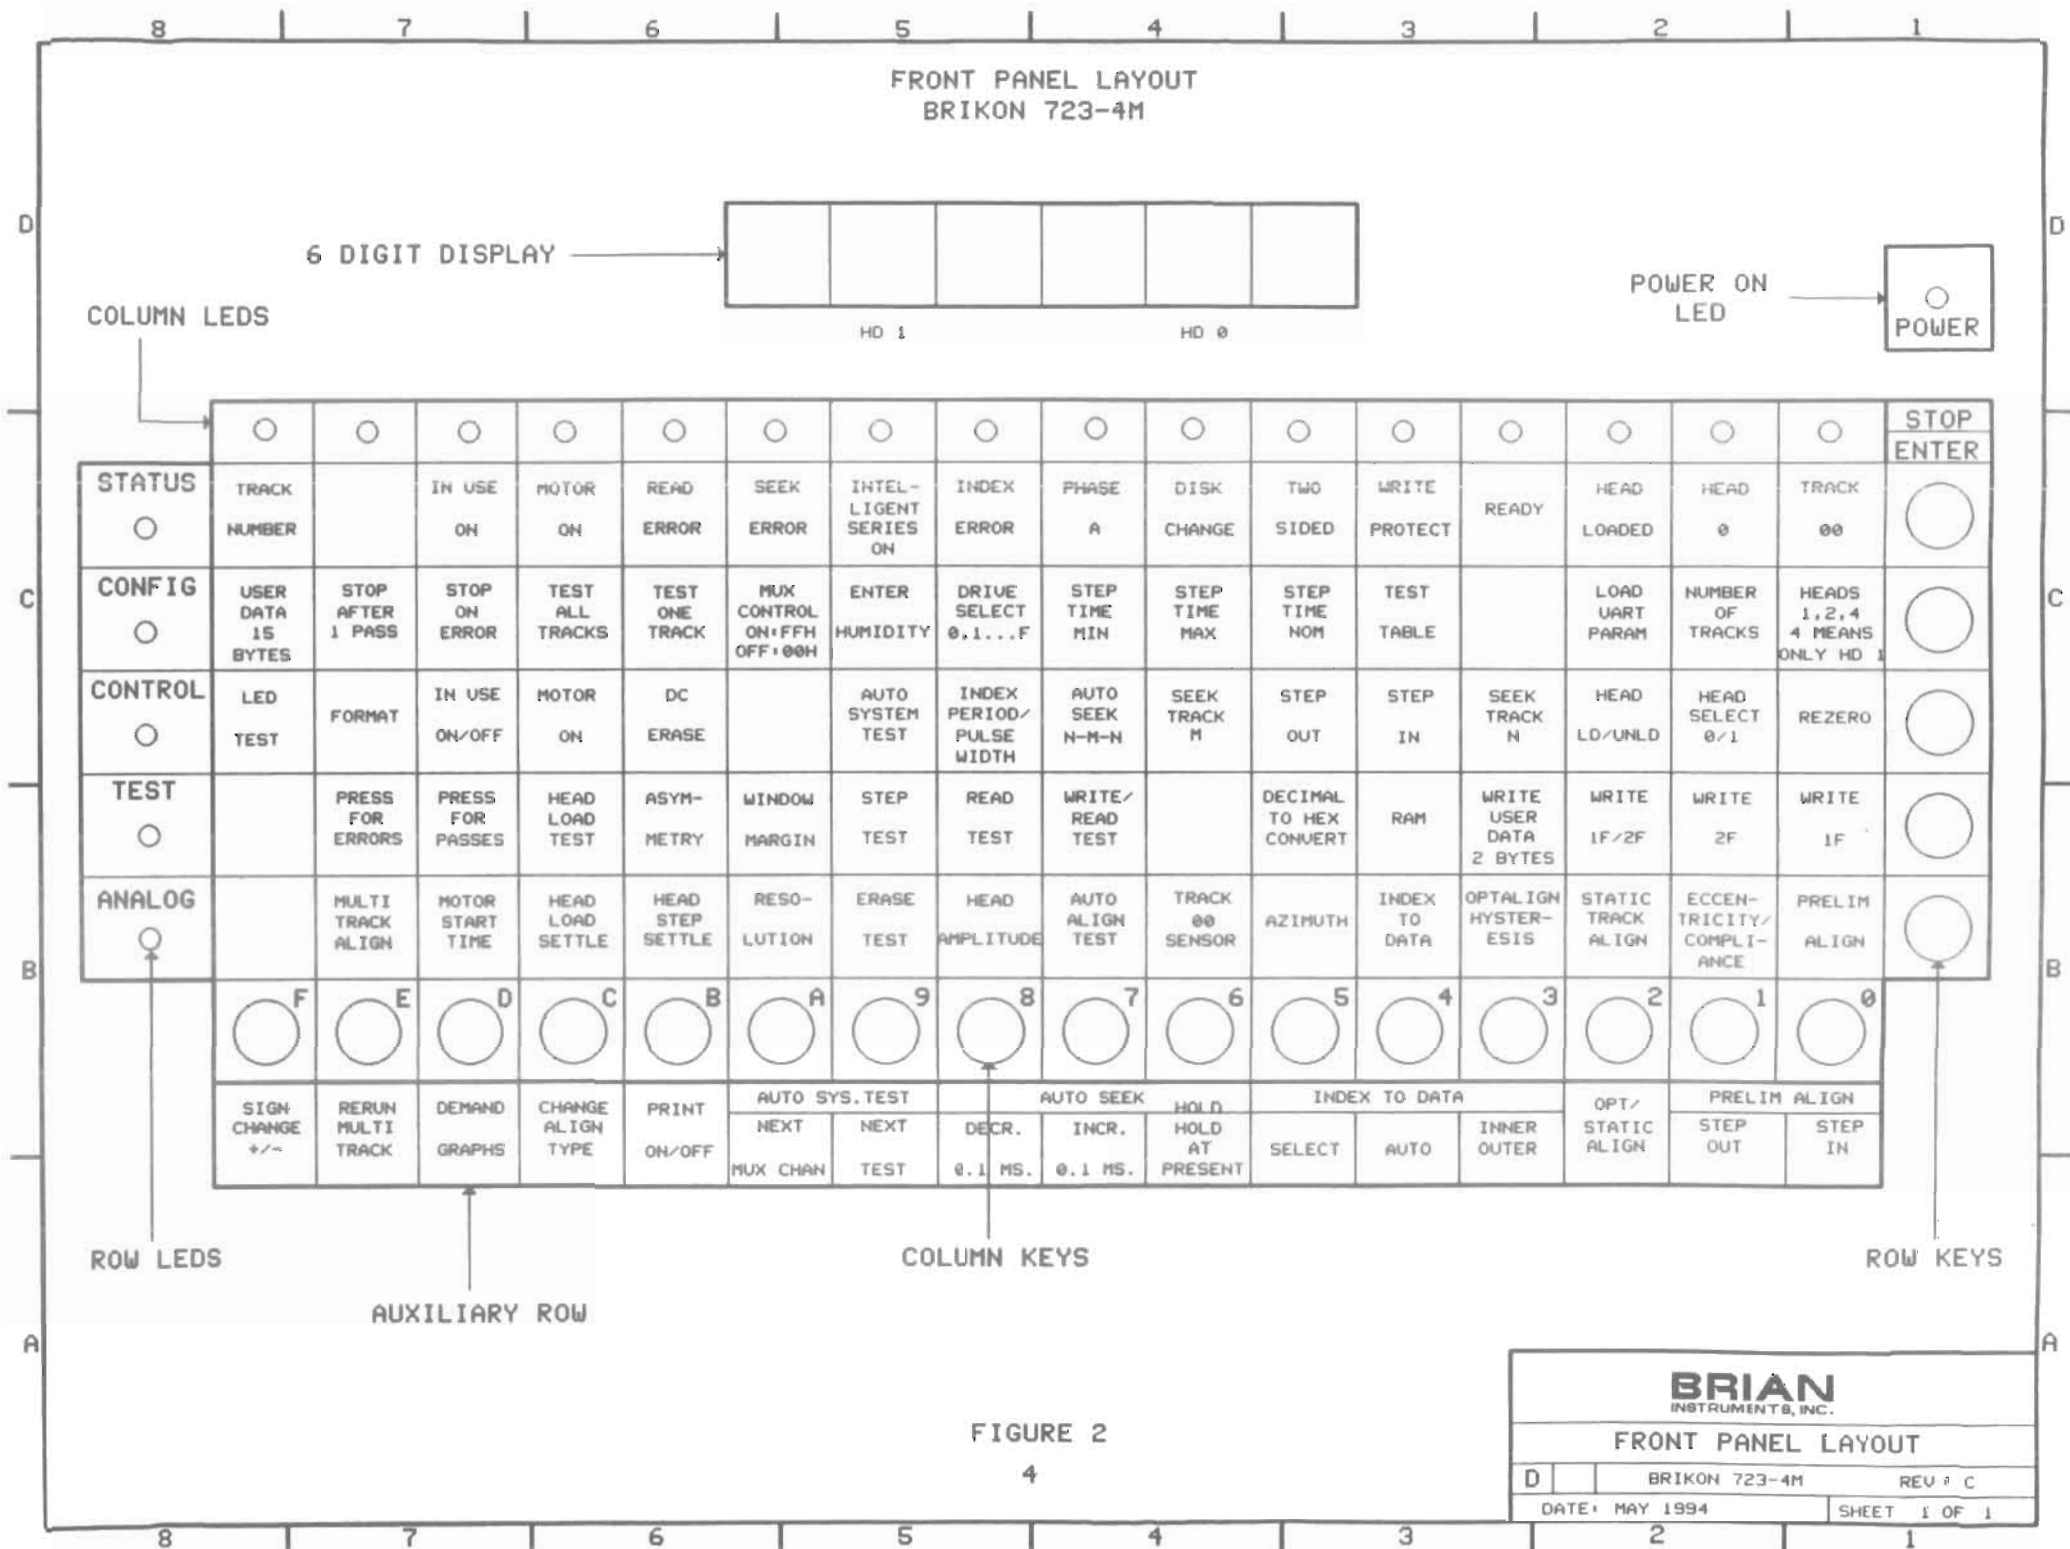 8 7 6 5 4 3 2 1
FRONT PANEL LAYOUT
BRIKON 723-4M
D
D
6 DIGIT DISPLAY
POWER ON
LED
POWER
COLUMN LEDS
HD 1
HD 0
STOP
ENTER
STATUS
TRACK
NUMBER
IN USE
ON
MOTOR
ON
READ
ERROR
SEEK
ERROR
INTEL-
LIGENT
SERIES
ON
INDEX
ERROR
PHASE
A
DISK
CHANGE
TWO
SIDED
WRITE
PROTECT
READY
HEAD
LOADED
HEAD
0
TRACK
00
C
C
CONFIG
USER
DATA
15
BYTES
STOP
AFTER
1 PASS
STOP
ON
ERROR
TEST
ALL
TRACKS
TEST
ONE
TRACK
MUX
CONTROL
ON:FFH
OFF:00H
ENTER
HUMIDITY
DRIVE
SELECT
0.1...F
STEP
TIME
MIN
STEP
TIME
MAX
STEP
TIME
NOM
TEST
TABLE
LOAD
UART
PARAM
NUMBER
OF
TRACKS
HEADS
1,2,4
4 MEANS
ONLY HD 1
CONTROL
LED
TEST
FORMAT
IN USE
ON/OFF
MOTOR
ON
DC
ERASE
AUTO
SYSTEM
TEST
INDEX
PERIOD/
PULSE
WIDTH
AUTO
SEEK
N-M-N
SEEK
TRACK
M
STEP
OUT
STEP
IN
SEEK
TRACK
N
HEAD
LD/UNLD
HEAD
SELECT
0/1
REZERO
TEST
PRESS
FOR
ERRORS
PRESS
FOR
PASSES
HEAD
LOAD
TEST
ASYM-
METRY
WINDOW
MARGIN
STEP
TEST
READ
TEST
WRITE/
READ
TEST
DECIMAL
TO HEX
CONVERT
RAM
WRITE
USER
DATA
2 BYTES
WRITE
1F/2F
WRITE
2F
WRITE
1F
ANALOG
MULTI
TRACK
ALIGN
MOTOR
START
TIME
HEAD
LOAD
SETTLE
HEAD
STEP
SETTLE
RESO-
LUTION
ERASE
TEST
HEAD
AMPLITUDE
AUTO
ALIGN
TEST
TRACK
00
SENSOR
AZIMUTH
INDEX
TO
DATA
OPTALIGN
HYSTER-
ESIS
STATIC
TRACK
ALIGN
ECCEN-
TRICITY/
COMPLI-
ANCE
PRELIM
ALIGN
B
B
F E D C B A 9 8 7 6 5 4 3 2 1 0
SIGN
CHANGE
+/-
RERUN
MULTI
TRACK
DEMAND
GRAPHS
CHANGE
ALIGN
TYPE
PRINT
ON/OFF
AUTO SYS.TEST
NEXT
MUX CHAN
NEXT
TEST
AUTO SEEK
DECR.
0.1 MS.
INCR.
0.1 MS.
HOLD
HOLD
AT
PRESENT
INDEX TO DATA
SELECT
AUTO
INNER
OUTER
OPT/
STATIC
ALIGN
PRELIM ALIGN
STEP
OUT
STEP
IN
ROW LEDS
COLUMN KEYS
ROW KEYS
AUXILIARY ROW
A
A
BRIAN
INSTRUMENTS, INC.
FIGURE 2
4
FRONT PANEL LAYOUT
D BRIKON 723-4M REV: C
DATE: MAY 1994 SHEET 1 OF 1
8 7 6 5 4 3 2 1